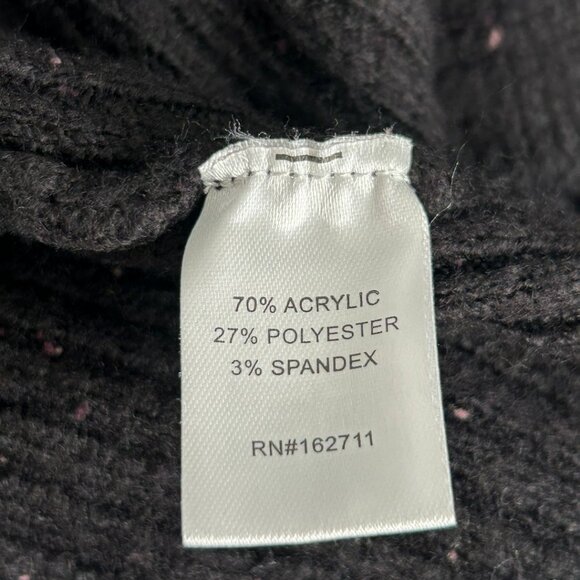 70% ACRYLIC
27% POLYESTER
3% SPANDEX
RN#162711